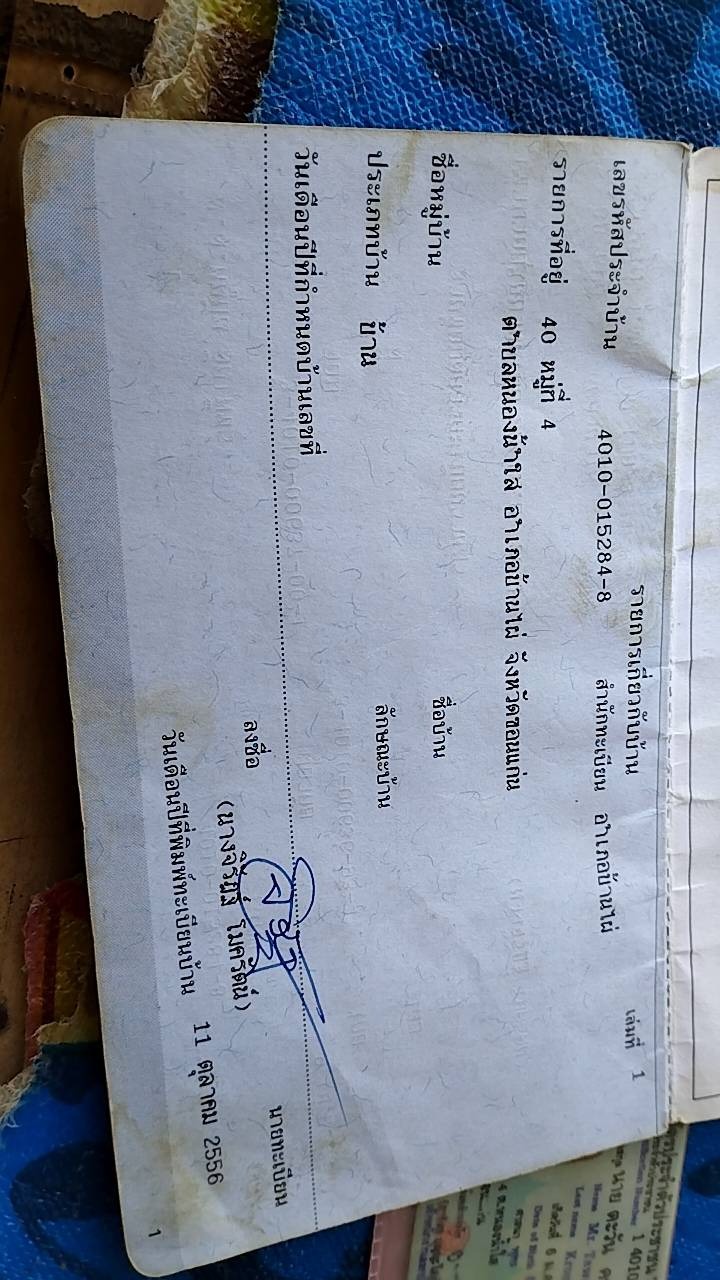 รายการเกี่ยวกับบ้าน เล่มที่ 1
เลขรหัสประจำบ้าน 4010-015284-8 สำนักทะเบียน อำเภอบ้านไผ่
รายการที่อยู่ 40 หมู่ที่ 4
ตำบลหนองน้ำใส อำเภอบ้านไผ่ จังหวัดขอนแก่น
ชื่อหมู่บ้าน ชื่อบ้าน
ประเภทบ้าน บ้าน ลักษณะบ้าน
วันเดือนปีที่กำหนดบ้านเลขที่
ลงชื่อ นายทะเบียน
วันเดือนปีที่พิมพ์ทะเบียนบ้าน 11 ตุลาคม 2556
1
นาย ตะวัน
Name Mr.
Last name